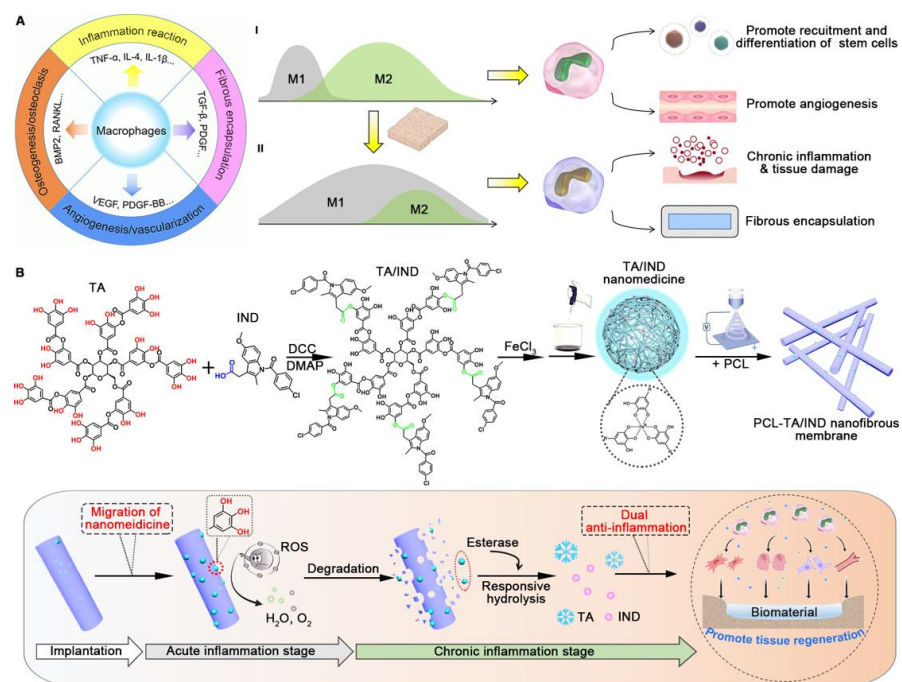 A
Inflammation reaction
TNF-α, IL-4, IL-1β...
Osteogenesis/osteoclasis
BMP2, RANKL...
Macrophages
TGF-β, PDGF...
Fibrous encapsulation
VEGF, PDGF-BB...
Angiogenesis/vascularization
I
M1
M2
Promote recuitment and
differentiation of stem cells
Promote angiogenesis
II
M1
M2
Chronic inflammation
& tissue damage
Fibrous encapsulation
B
TA
IND
DCC
DMAP
TA/IND
FeCl3
TA/IND
nanomedicine
+ PCL
PCL-TA/IND nanofibrous
membrane
Migration of
nanomeidicine
ROS
H2O, O2
Degradation
Esterase
Responsive
hydrolysis
TA
IND
Dual
anti-inflammation
Biomaterial
Promote tissue regeneration
Implantation
Acute inflammation stage
Chronic inflammation stage